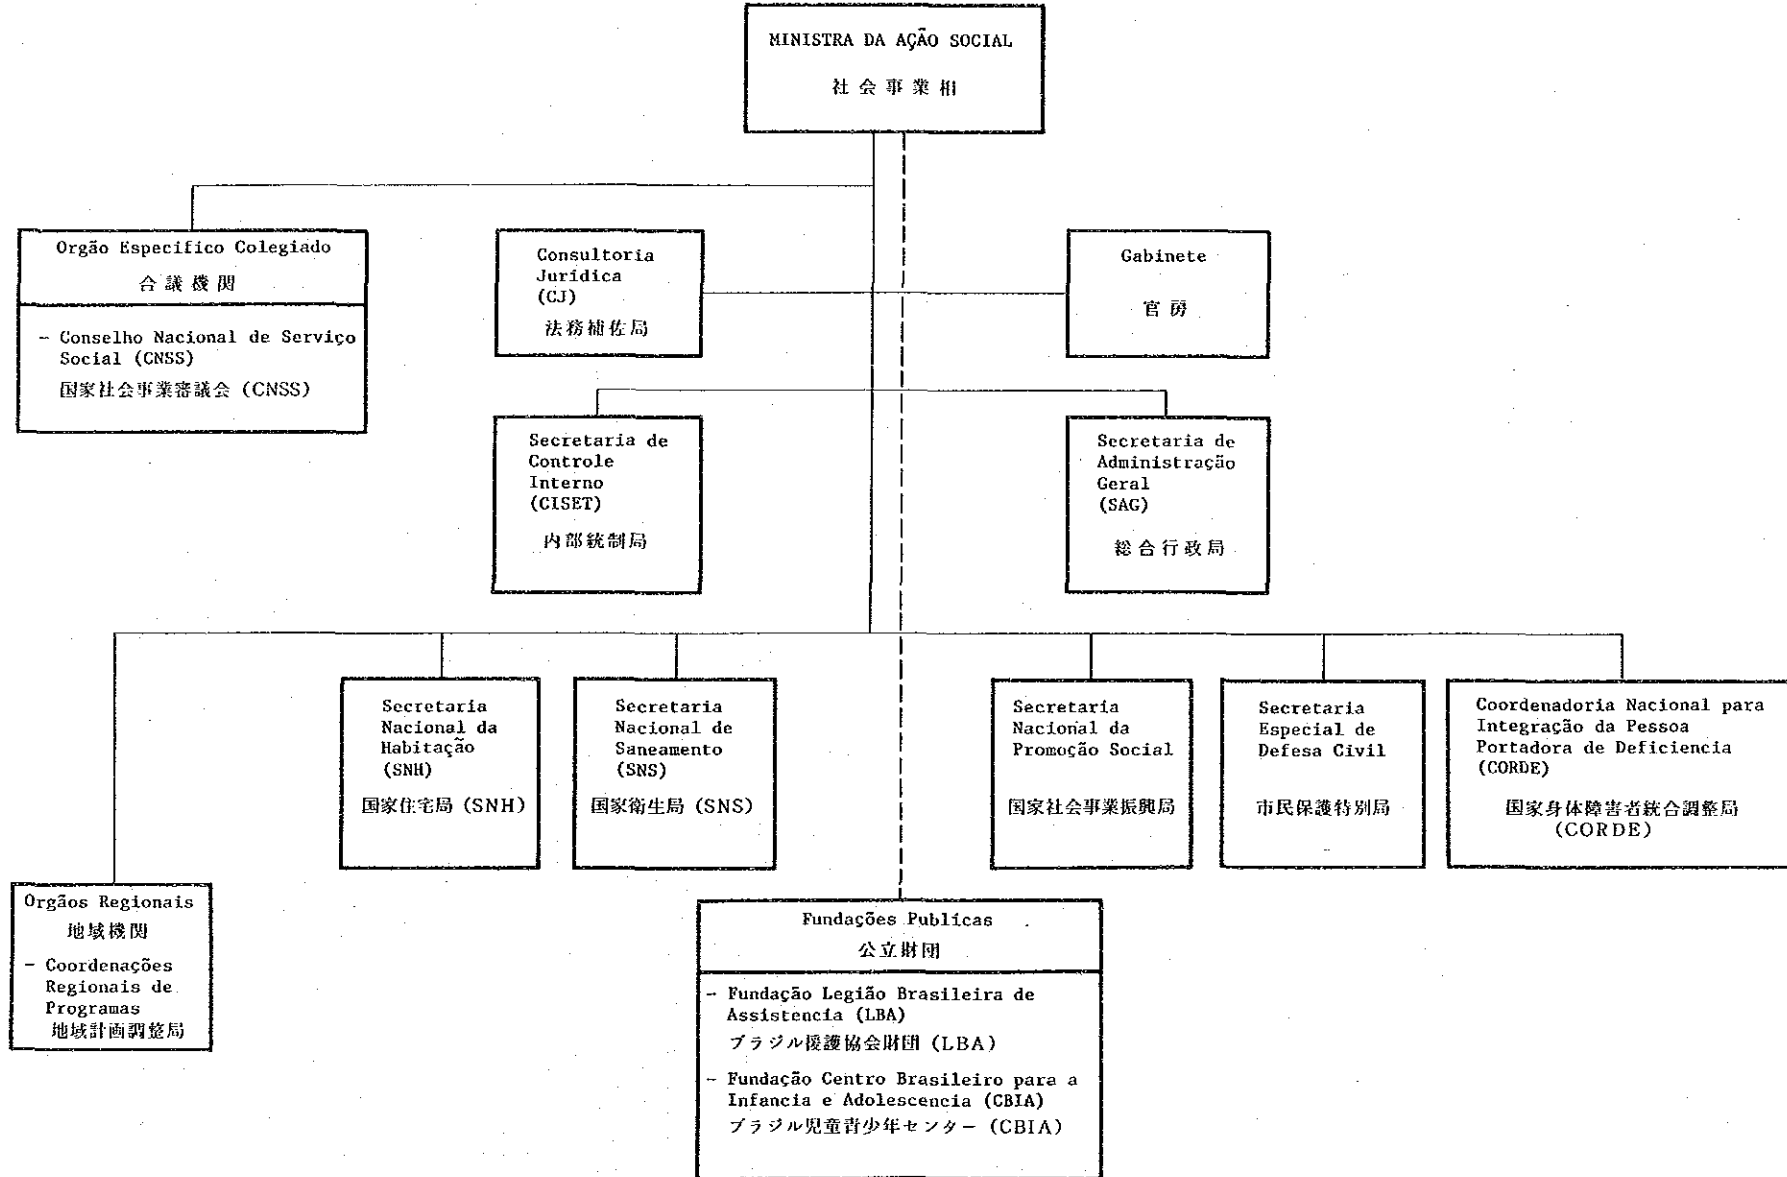 MINISTRA DA AÇÃO SOCIAL
社会事業相
Orgão Especifico Colegiado
合議機関
- Conselho Nacional de Serviço
Social (CNSS)
国家社会事業審議会 (CNSS)
Consultoria
Jurídica
(CJ)
法務補佐局
Gabinete
官房
Secretaria de
Controle
Interno
(CISET)
内部統制局
Secretaria de
Administração
Geral
(SAG)
総合行政局
Secretaria
Nacional da
Habitação
(SNH)
国家住宅局 (SNH)
Secretaria
Nacional de
Saneamento
(SNS)
国家衛生局 (SNS)
Secretaria
Nacional da
Promoção Social
国家社会事業振興局
Secretaria
Especial de
Defesa Civil
市民保護特別局
Coordenadoria Nacional para
Integração da Pessoa
Portadora de Deficiencia
(CORDE)
国家身体障害者統合調整局
(CORDE)
Orgãos Regionais
地域機関
- Coordenações
Regionais de
Programas
地域計画調整局
Fundações Publicas
公立財団
- Fundação Legião Brasileira de
Assistencia (LBA)
ブラジル援護協会財団 (LBA)
- Fundação Centro Brasileiro para a
Infancia e Adolescencia (CBIA)
ブラジル児童青少年センター (CBIA)